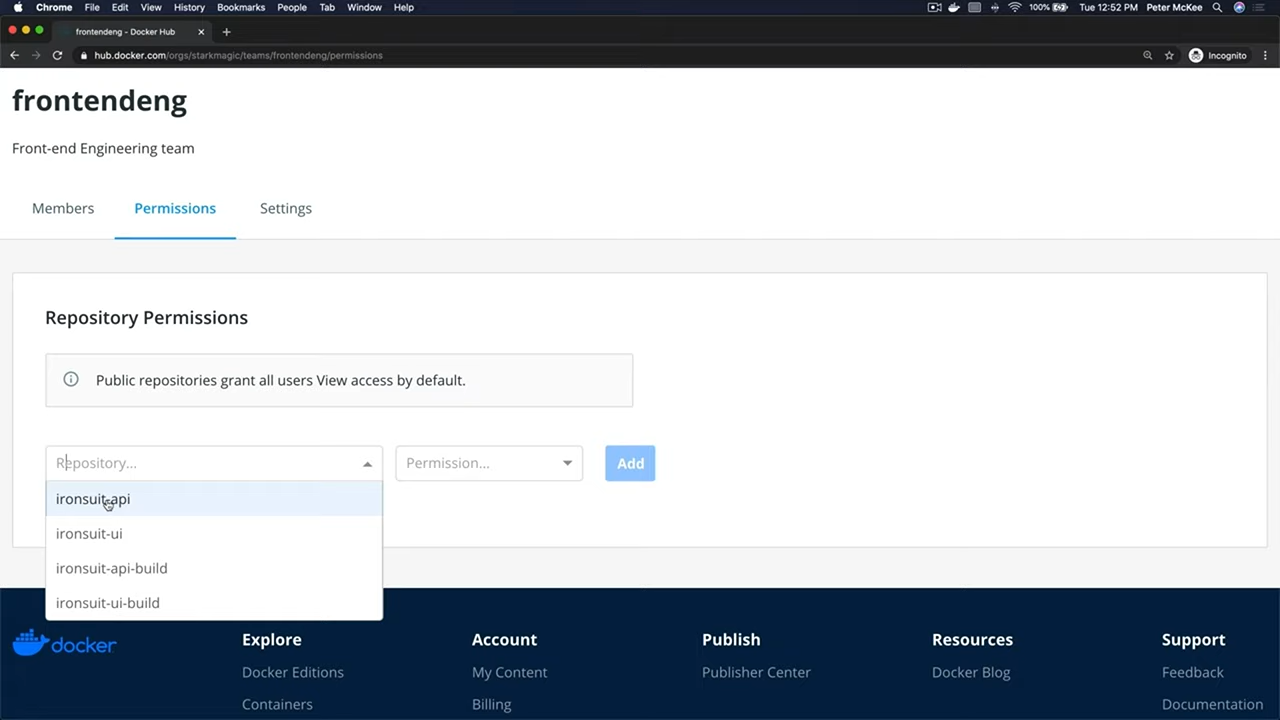 Chrome File Edit View History Bookmarks People Tab Window Help 100% Tue 12:52 PM Peter McKee
frontendeng - Docker Hub
hub.docker.com/orgs/starkmagic/teams/frontendeng/permissions Incognito
frontendeng
Front-end Engineering team
Members Permissions Settings
Repository Permissions
Public repositories grant all users View access by default.
Repository... Permission... Add
ironsuit-api
ironsuit-ui
ironsuit-api-build
ironsuit-ui-build
docker Explore Account Publish Resources Support
Docker Editions My Content Publisher Center Docker Blog Feedback
Containers Billing Documentation